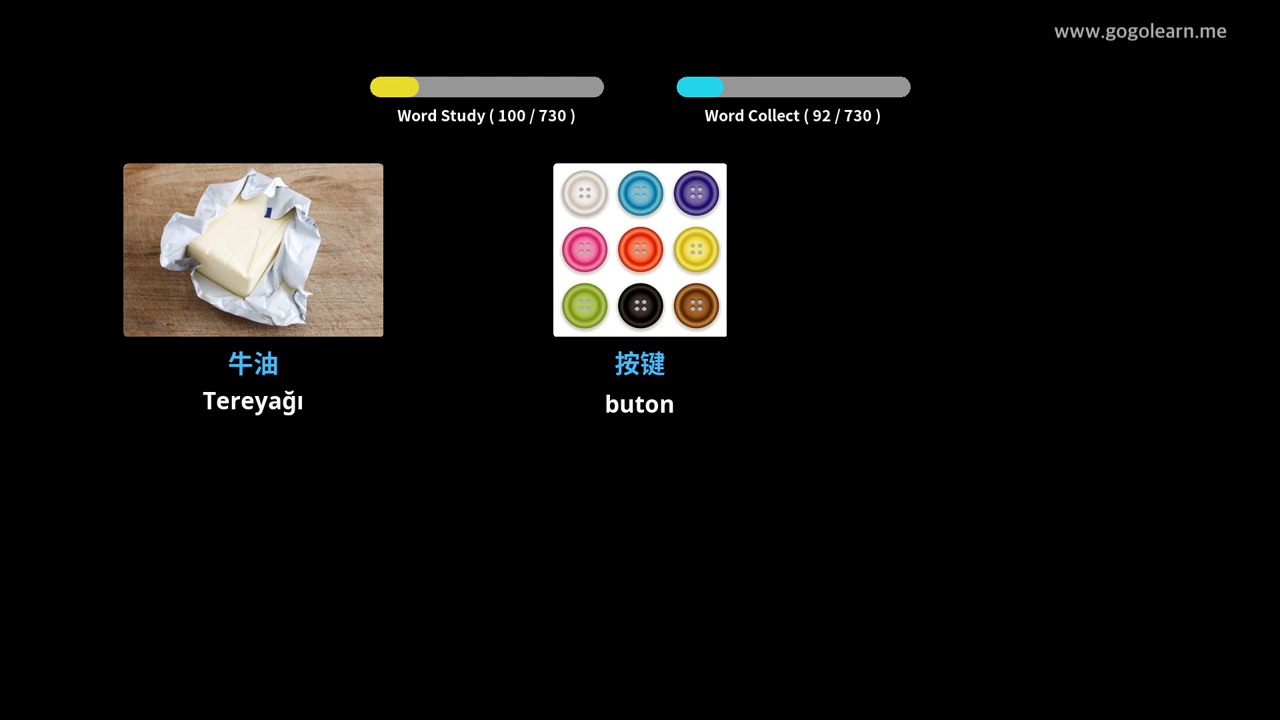 www.gogolearn.me
Word Study ( 100 / 730 )
Word Collect ( 92 / 730 )
牛油
Tereyağı
按键
buton